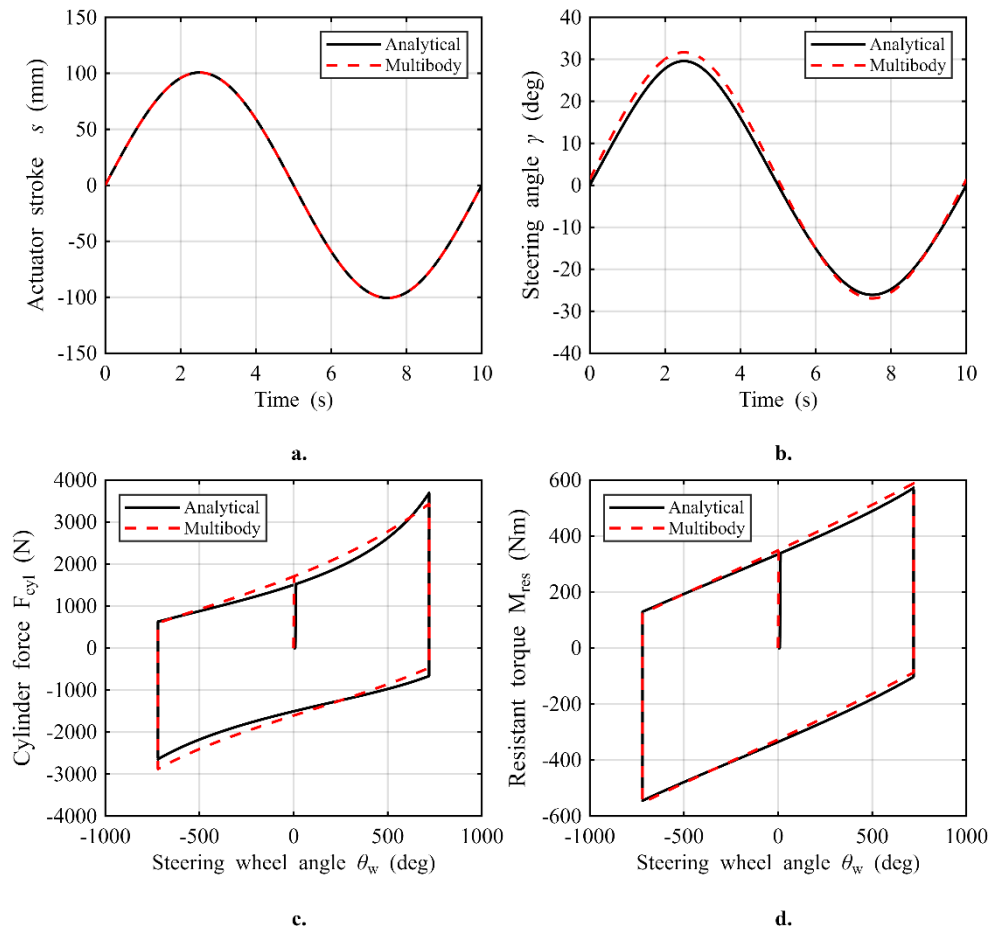 150
100
50
0
-50
-100
-150
0
2
4
6
8
10
Actuator stroke s (mm)
Time (s)
Analytical
Multibody
a.
40
30
20
10
0
-10
-20
-30
-40
0
2
4
6
8
10
Steering angle γ (deg)
Time (s)
Analytical
Multibody
b.
4000
3000
2000
1000
0
-1000
-2000
-3000
-4000
-1000
-500
0
500
1000
Cylinder force F_cyl (N)
Steering wheel angle θ_w (deg)
Analytical
Multibody
c.
600
400
200
0
-200
-400
-600
-1000
-500
0
500
1000
Resistant torque M_res (Nm)
Steering wheel angle θ_w (deg)
Analytical
Multibody
d.